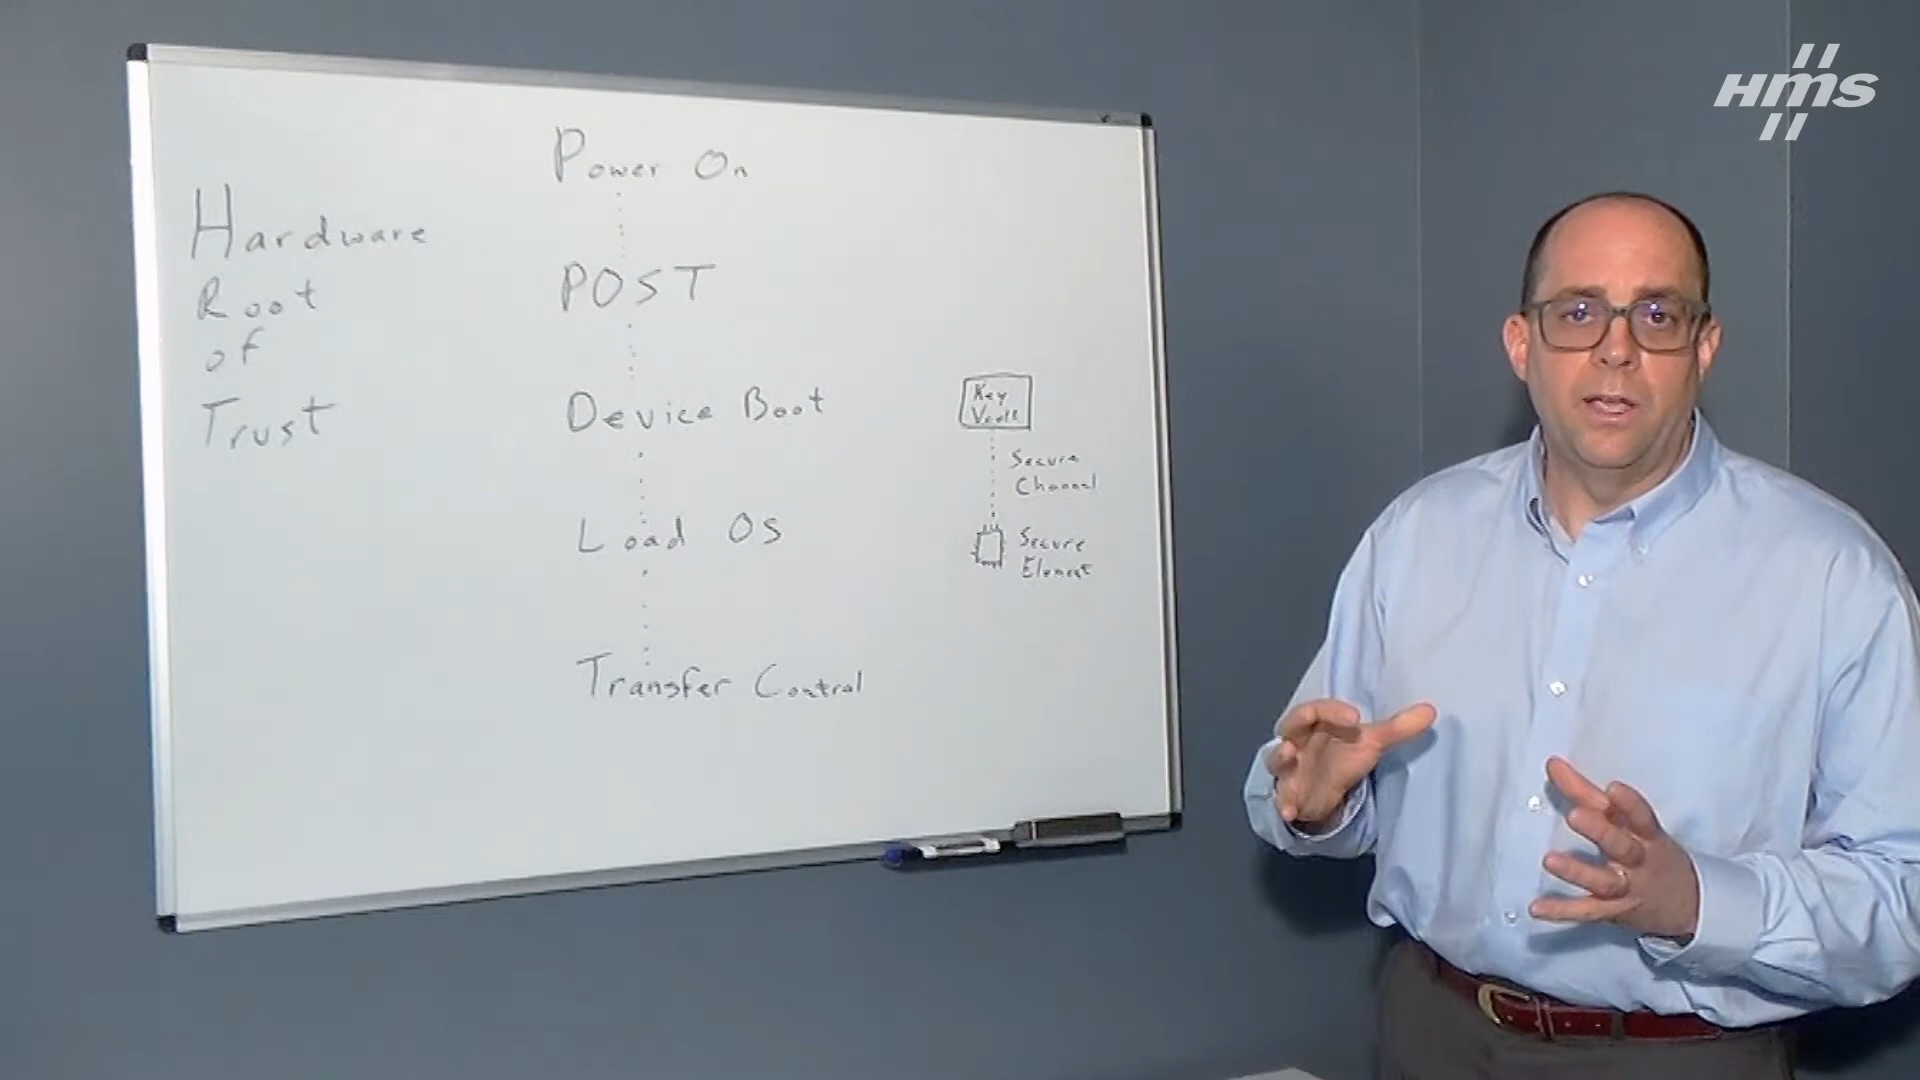 HMS
Hardware
Root
of
Trust
Power On
POST
Device Boot
Load OS
Transfer Control
Key
Vault
Secure
Channel
Secure
Element